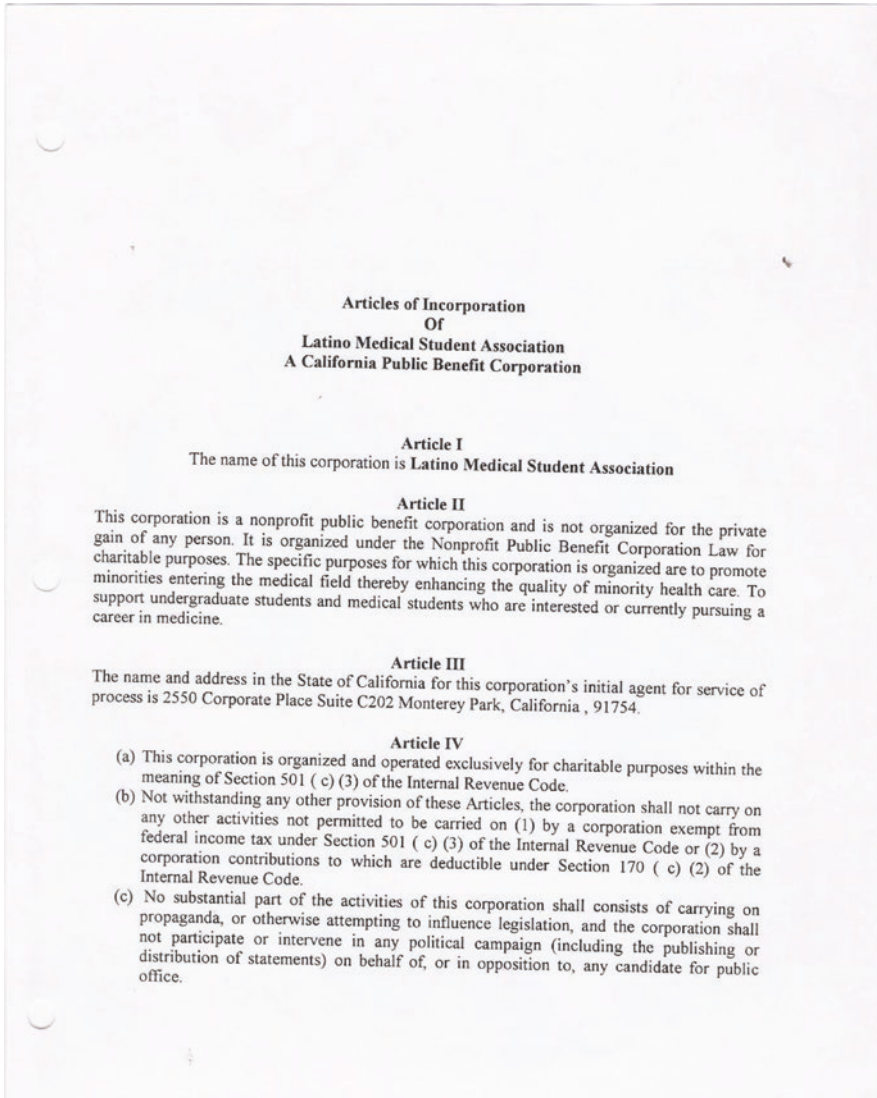 Articles of Incorporation
Of
Latino Medical Student Association
A California Public Benefit Corporation
Article I
The name of this corporation is Latino Medical Student Association
Article II
This corporation is a nonprofit public benefit corporation and is not organized for the private
gain of any person. It is organized under the Nonprofit Public Benefit Corporation Law for
charitable purposes. The specific purposes for which this corporation is organized are to promote
minorities entering the medical field thereby enhancing the quality of minority health care. To
support undergraduate students and medical students who are interested or currently pursuing a
career in medicine.
Article III
The name and address in the State of California for this corporation's initial agent for service of
process is 2550 Corporate Place Suite C202 Monterey Park, California , 91754.
Article IV
(a) This corporation is organized and operated exclusively for charitable purposes within the
meaning of Section 501 ( c) (3) of the Internal Revenue Code.
(b) Not withstanding any other provision of these Articles, the corporation shall not carry on
any other activities not permitted to be carried on (1) by a corporation exempt from
federal income tax under Section 501 ( c) (3) of the Internal Revenue Code or (2) by a
corporation contributions to which are deductible under Section 170 ( c) (2) of the
Internal Revenue Code.
(c) No substantial part of the activities of this corporation shall consists of carrying on
propaganda, or otherwise attempting to influence legislation, and the corporation shall
not participate or intervene in any political campaign (including the publishing or
distribution of statements) on behalf of, or in opposition to, any candidate for public
office.